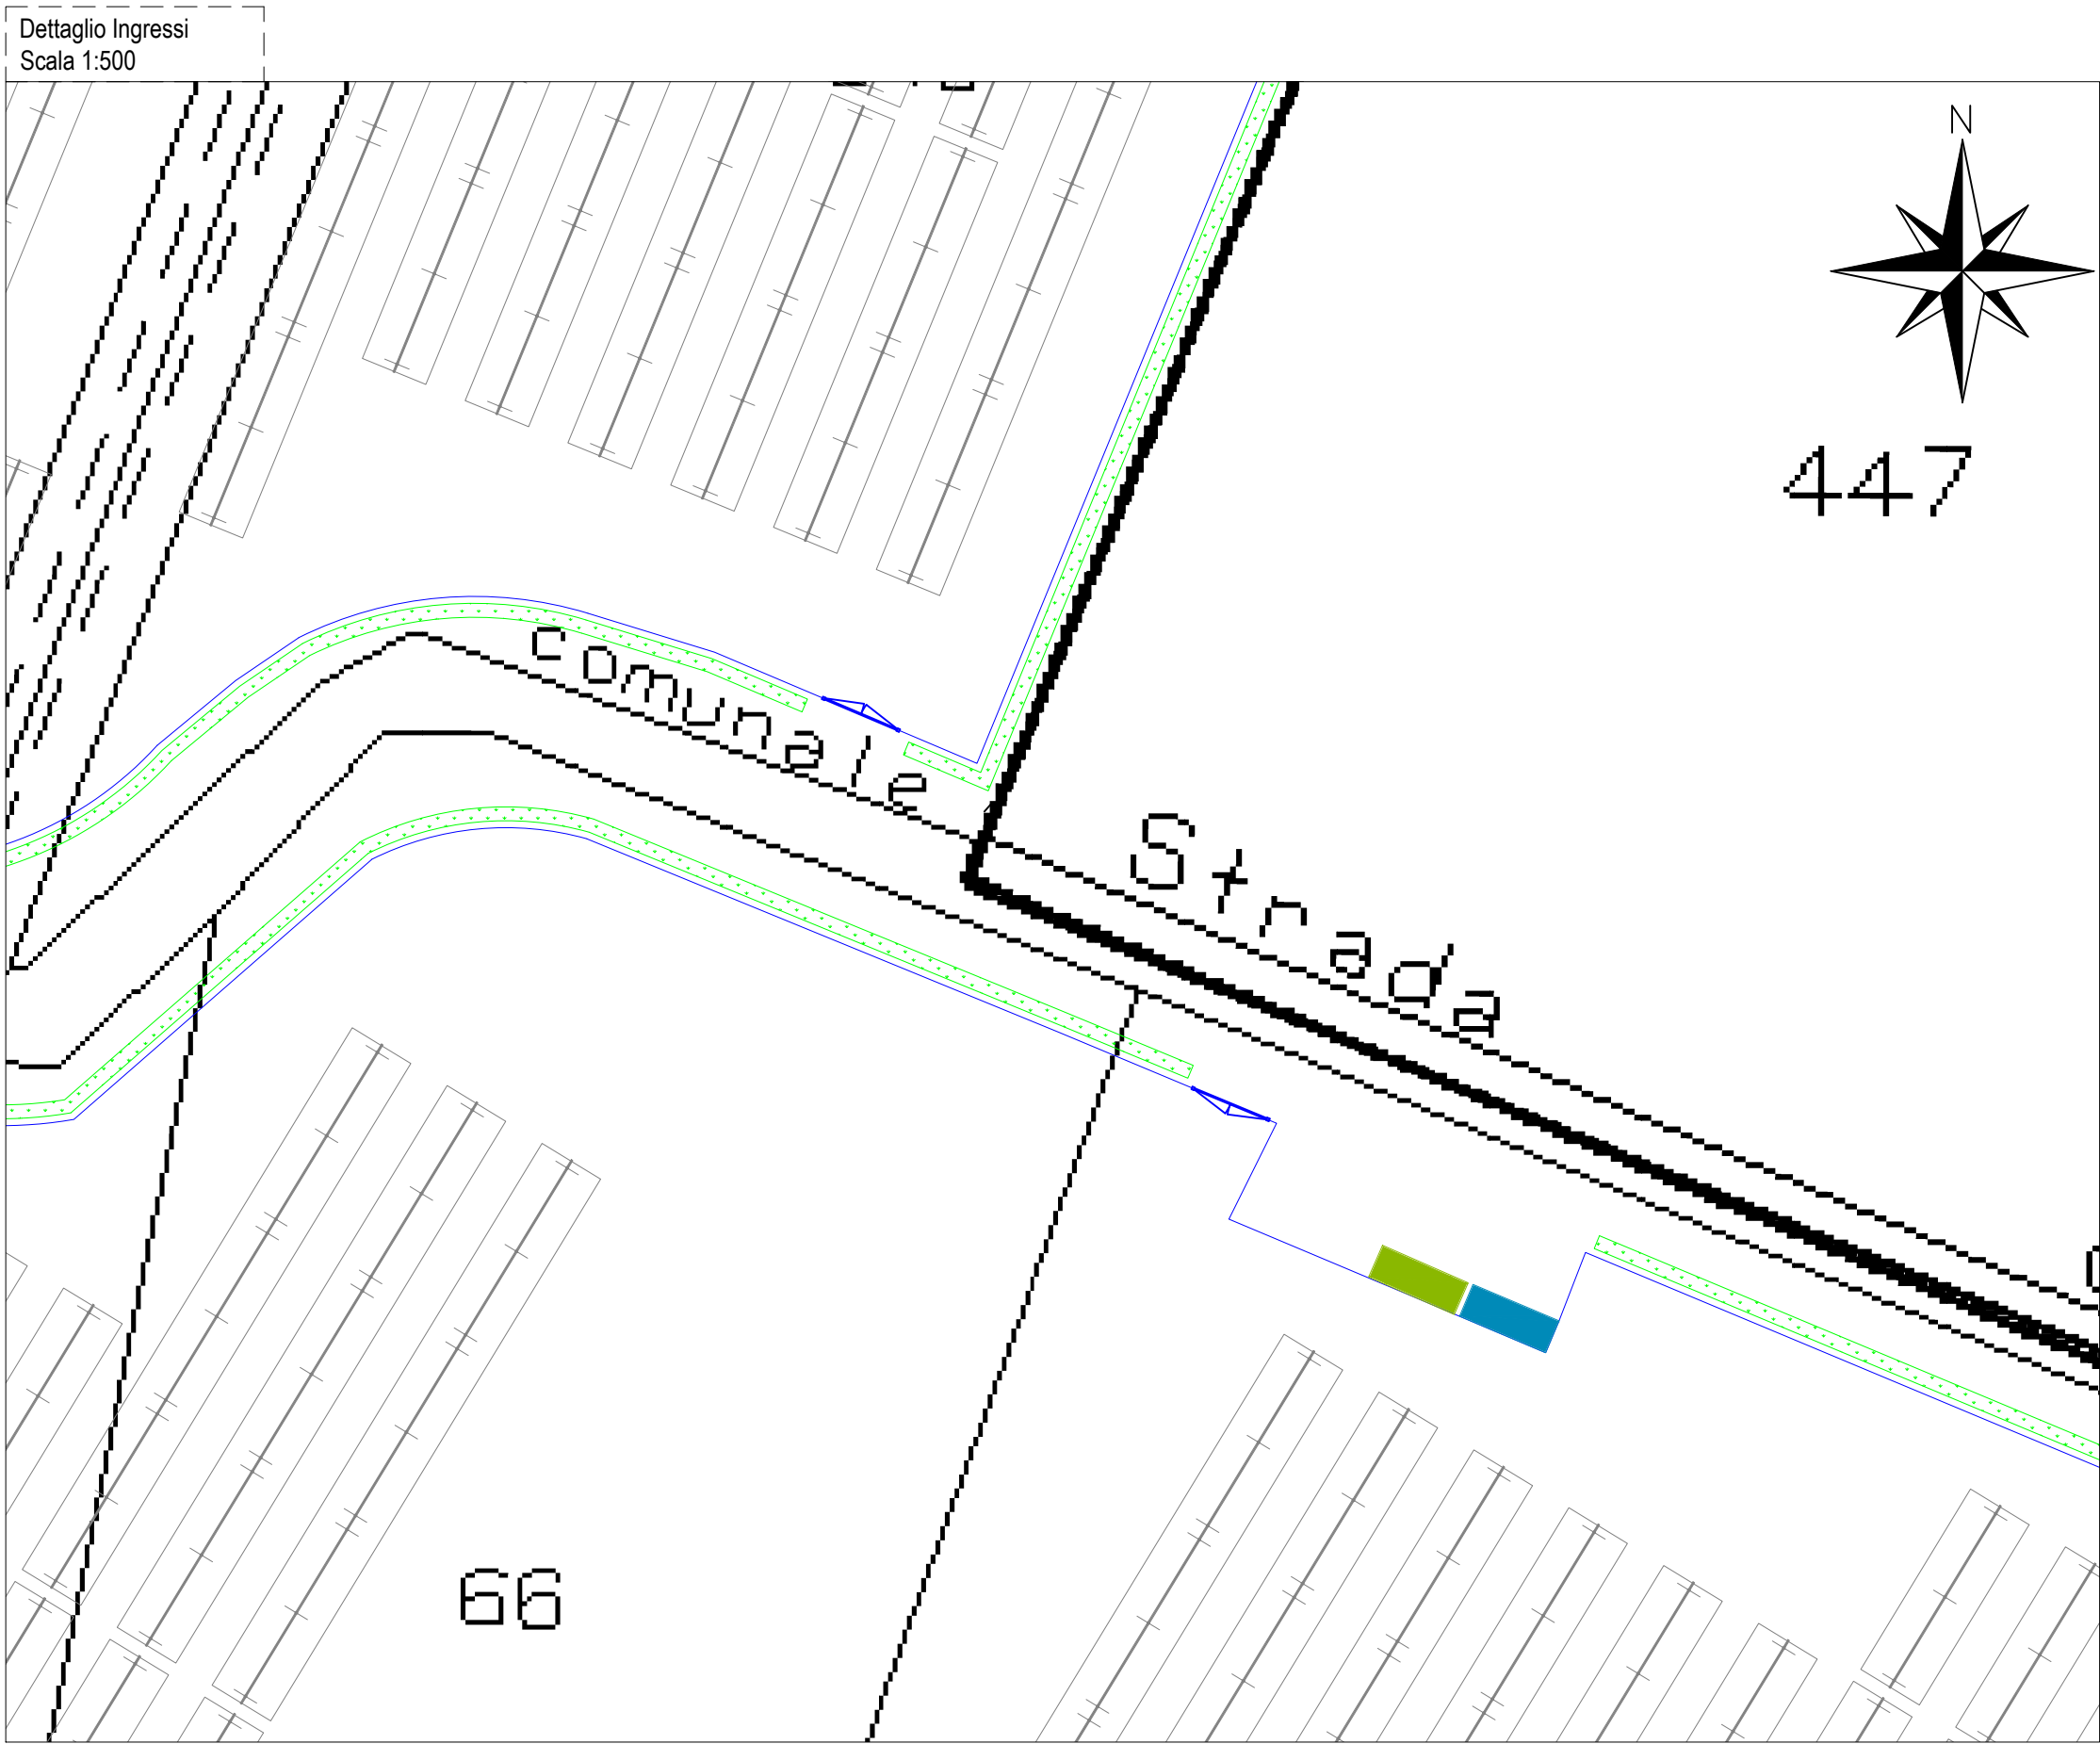 Dettaglio Ingressi
Scala 1:500
N
447
comunale
Strada
66